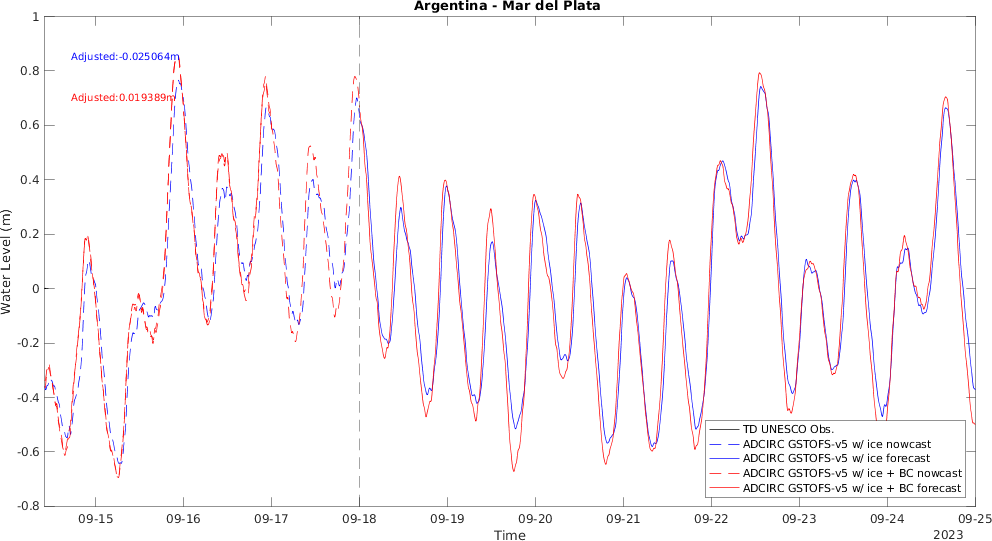 Argentina - Mar del Plata
1
0.8
0.6
0.4
0.2
0
-0.2
-0.4
-0.6
-0.8
Water Level (m)
Adjusted:-0.025064m
Adjusted:0.019389m
TD UNESCO Obs.
ADCIRC GSTOFS-v5 w/ ice nowcast
ADCIRC GSTOFS-v5 w/ ice forecast
ADCIRC GSTOFS-v5 w/ ice + BC nowcast
ADCIRC GSTOFS-v5 w/ ice + BC forecast
09-15 09-16 09-17 09-18 09-19 09-20 09-21 09-22 09-23 09-24 09-25
Time
2023